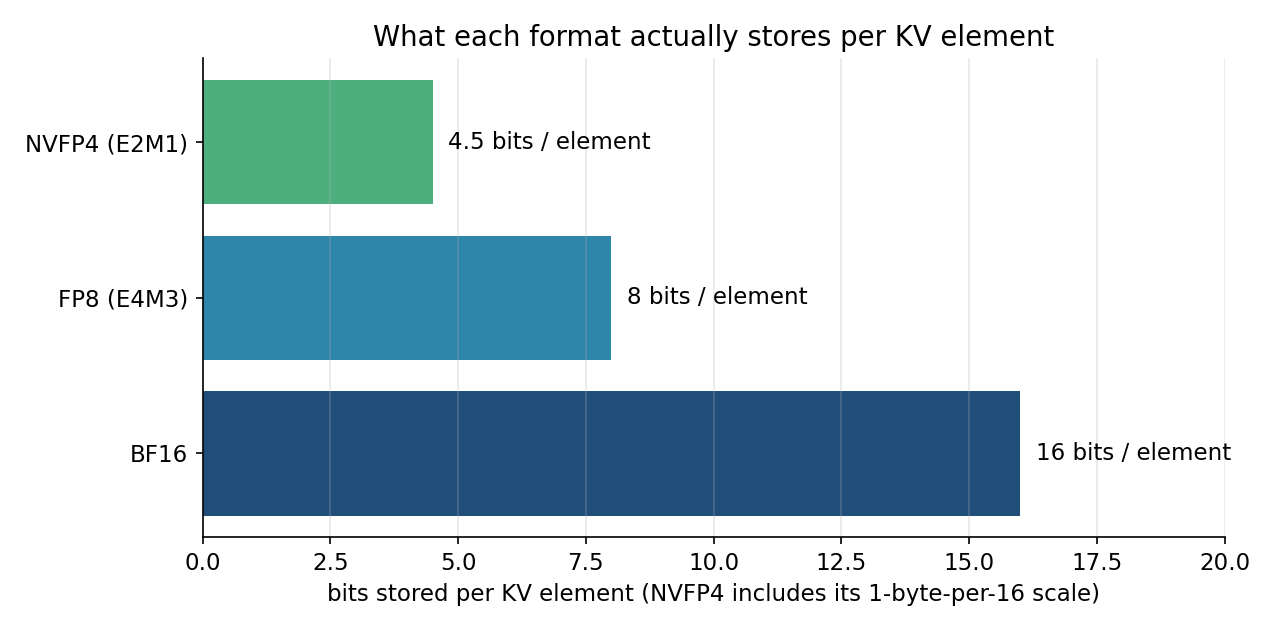 What each format actually stores per KV element
NVFP4 (E2M1)
4.5 bits / element
FP8 (E4M3)
8 bits / element
BF16
16 bits / element
0.0 2.5 5.0 7.5 10.0 12.5 15.0 17.5 20.0
bits stored per KV element (NVFP4 includes its 1-byte-per-16 scale)